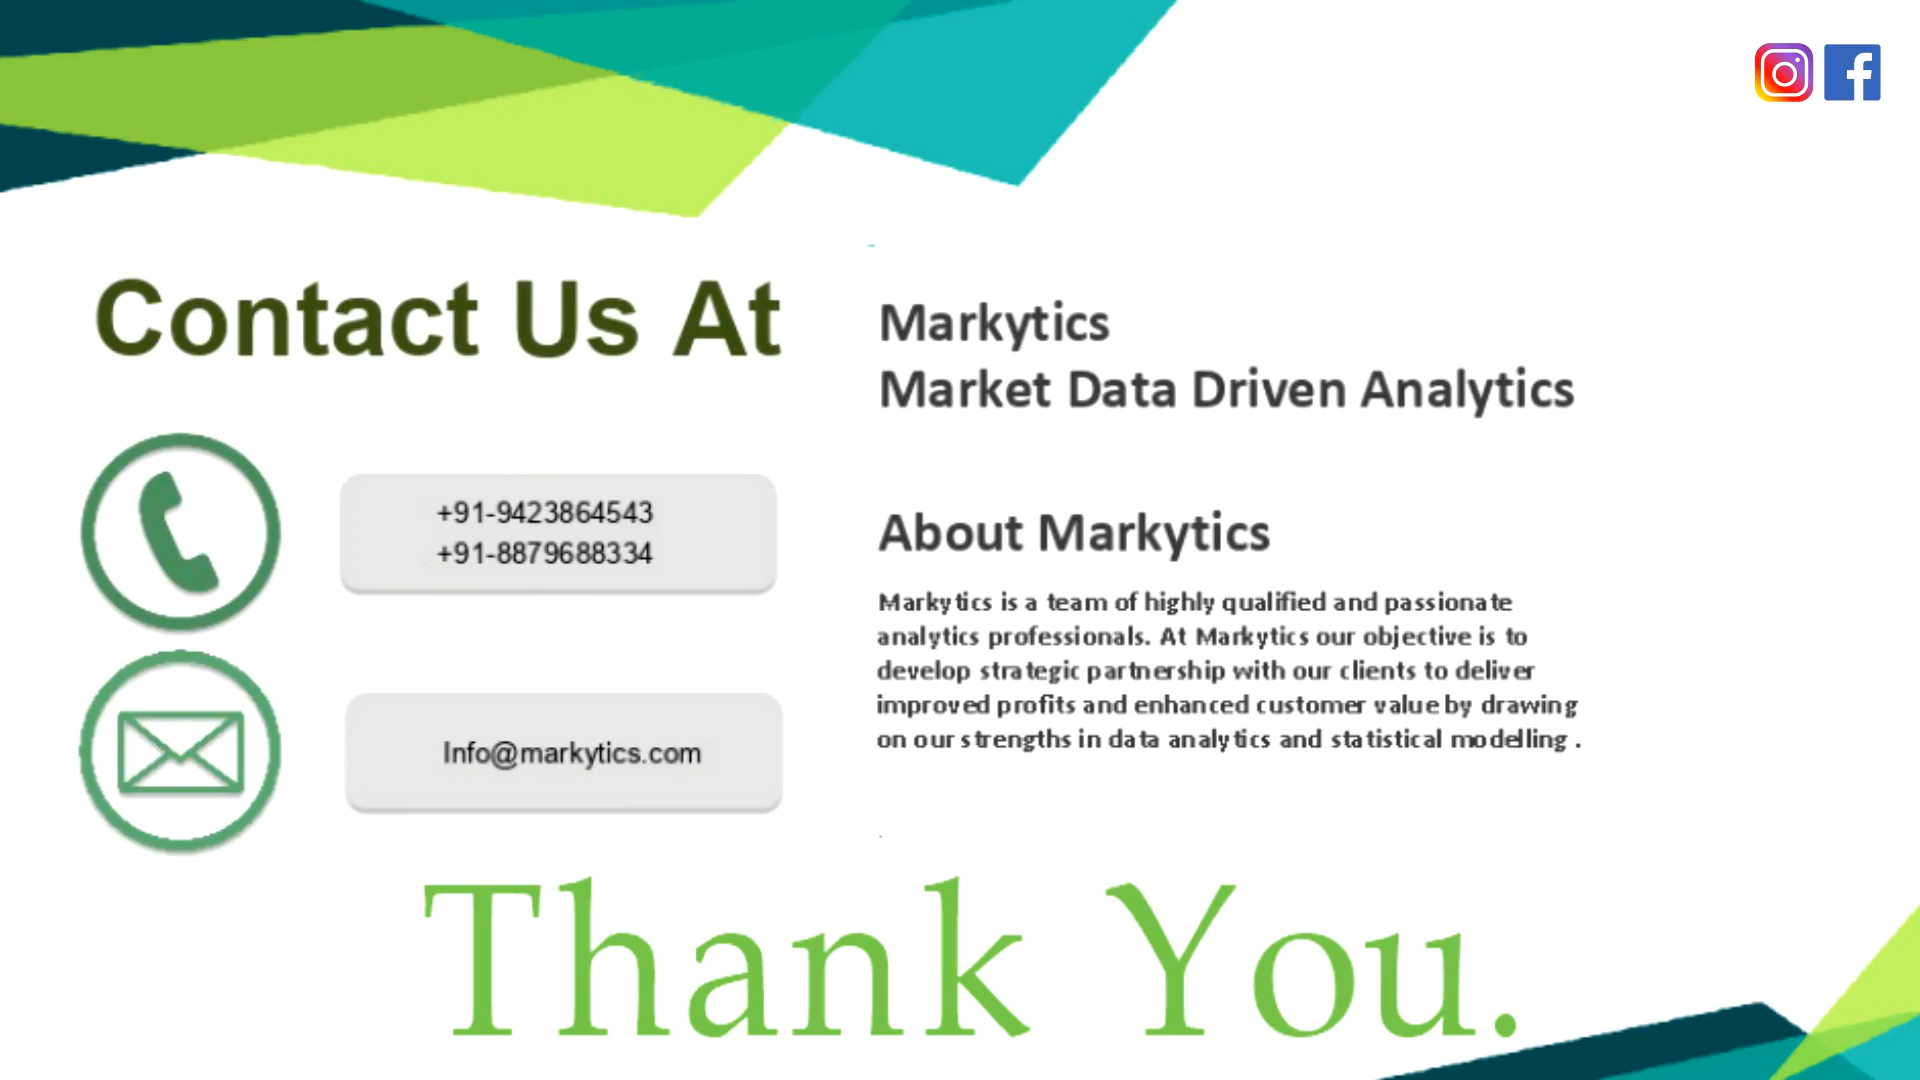 Contact Us At
+91-9423864543
+91-8879688334
Info@markytics.com
Markytics
Market Data Driven Analytics
About Markytics
Markytics is a team of highly qualified and passionate
analytics professionals. At Markytics our objective is to
develop strategic partnership with our clients to deliver
improved profits and enhanced customer value by drawing
on our strengths in data analytics and statistical modelling .
Thank You.